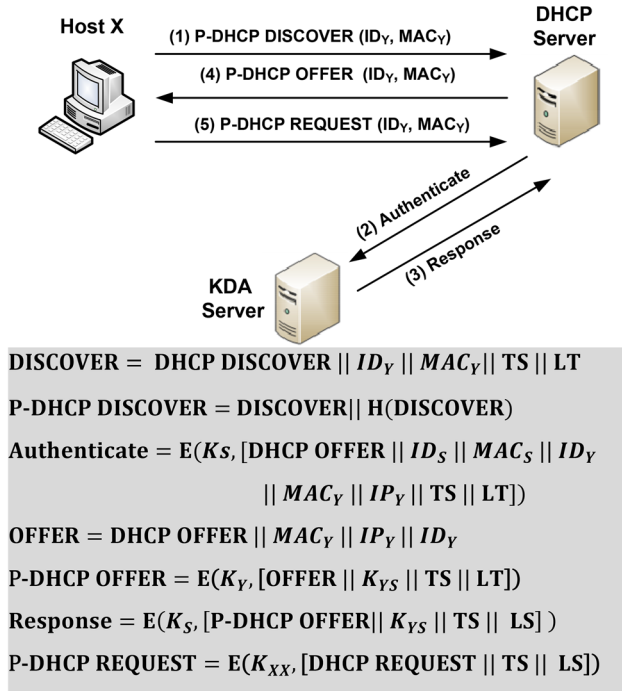 Host X
DHCP
Server
(1) P-DHCP DISCOVER (IDY, MACY)
(4) P-DHCP OFFER (IDY, MACY)
(5) P-DHCP REQUEST (IDY, MACY)
(2) Authenticate
(3) Response
KDA
Server
DISCOVER = DHCP DISCOVER || IDY || MACY || TS || LT
P-DHCP DISCOVER = DISCOVER|| H(DISCOVER)
Authenticate = E(Ks, [DHCP OFFER || IDS || MACS || IDY
|| MACY || IPY || TS || LT])
OFFER = DHCP OFFER || MACY || IPY || IDY
P-DHCP OFFER = E(KY, [OFFER || KYS || TS || LT])
Response = E(KS, [P-DHCP OFFER|| KYS || TS || LS] )
P-DHCP REQUEST = E(KXX, [DHCP REQUEST || TS || LS])